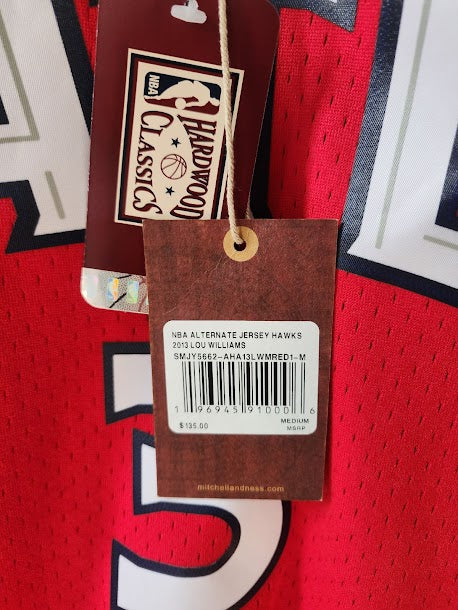 NBA
HARDWOOD
CLASSICS
NBA ALTERNATE JERSEY HAWKS
2013 LOU WILLIAMS
SMJY5662-AHA13LWMRED1-M
1 96945 91000 6
$135.00
MEDIUM
MSRP
mitchellandness.com